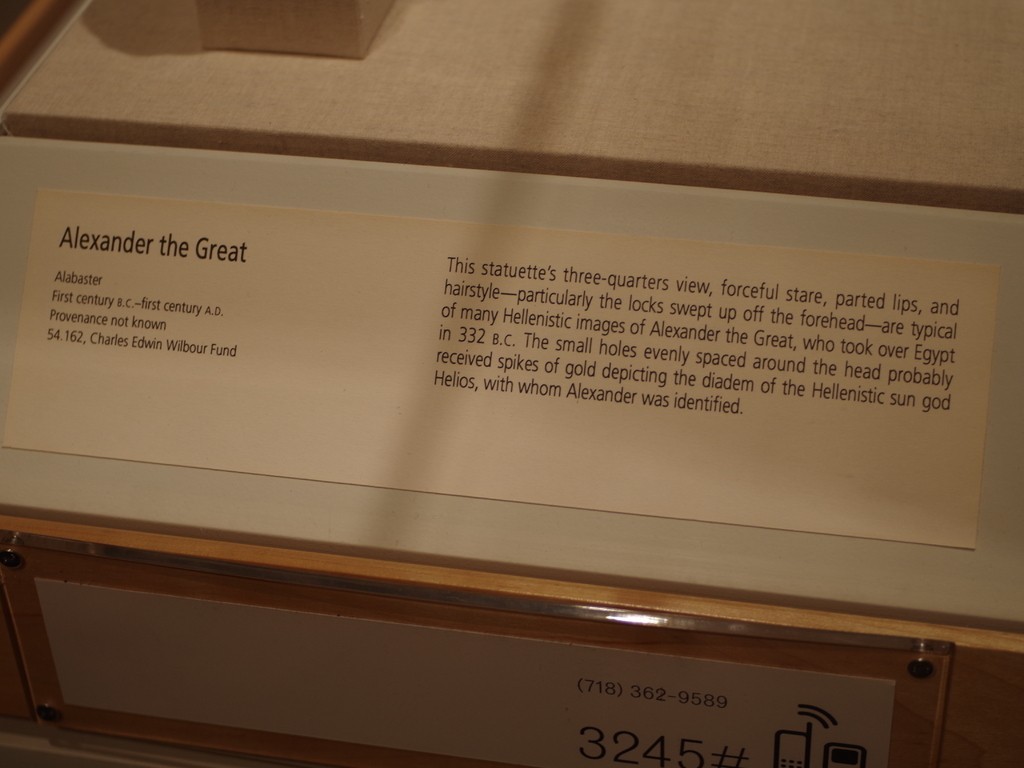 Alexander the Great
Alabaster
First century B.C.–first century A.D.
Provenance not known
54.162, Charles Edwin Wilbour Fund
This statuette's three-quarters view, forceful stare, parted lips, and
hairstyle—particularly the locks swept up off the forehead—are typical
of many Hellenistic images of Alexander the Great, who took over Egypt
in 332 B.C. The small holes evenly spaced around the head probably
received spikes of gold depicting the diadem of the Hellenistic sun god
Helios, with whom Alexander was identified.
(718) 362-9589
3245#